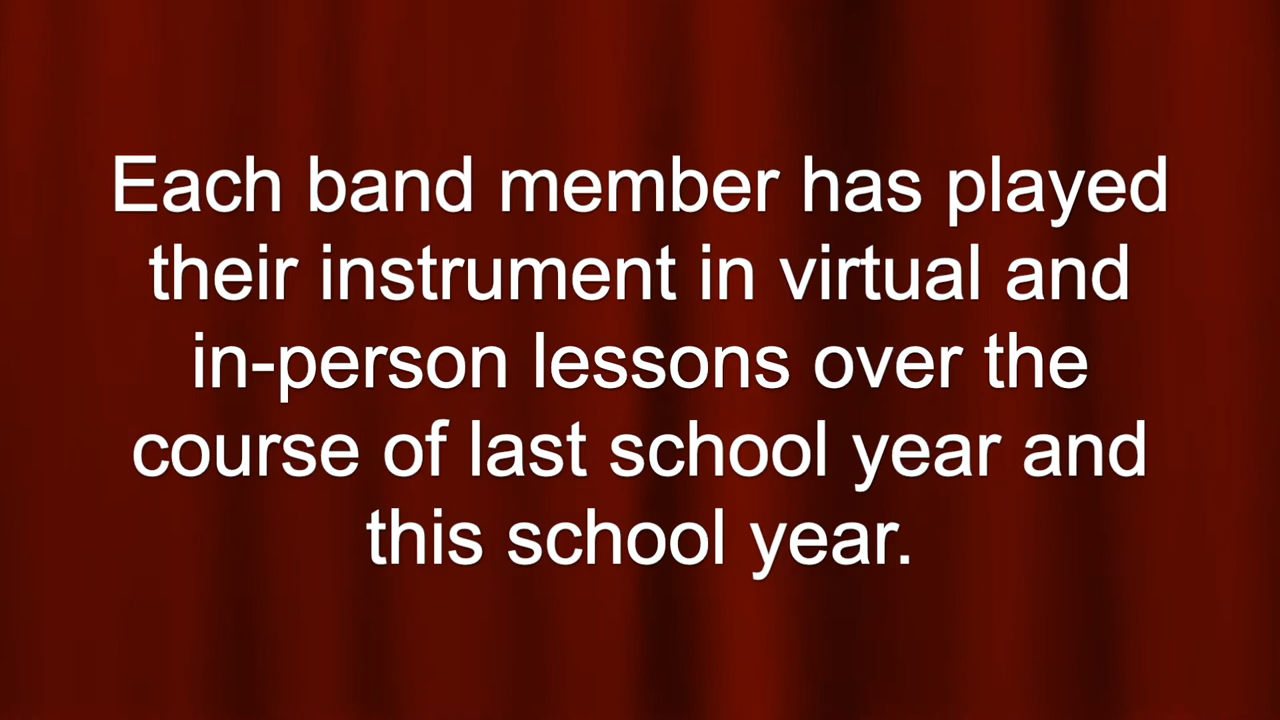 Each band member has played
their instrument in virtual and
in-person lessons over the
course of last school year and
this school year.